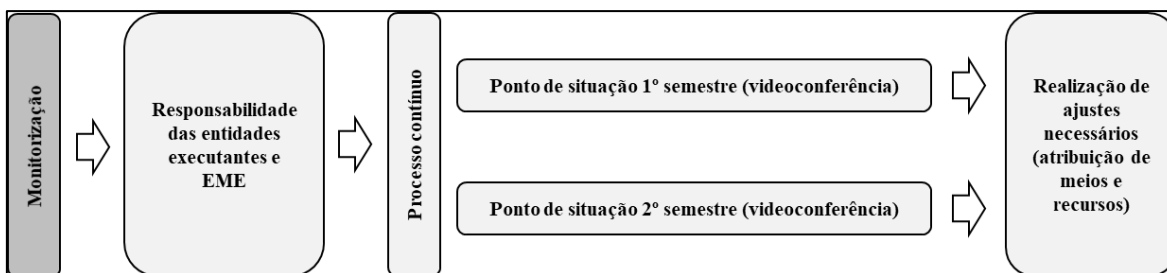 Monitorização
Responsabilidade
das entidades
executantes e
EME
Processo contínuo
Ponto de situação 1º semestre (videoconferência)
Ponto de situação 2º semestre (videoconferência)
Realização de
ajustes
necessários
(atribuição de
meios e
recursos)